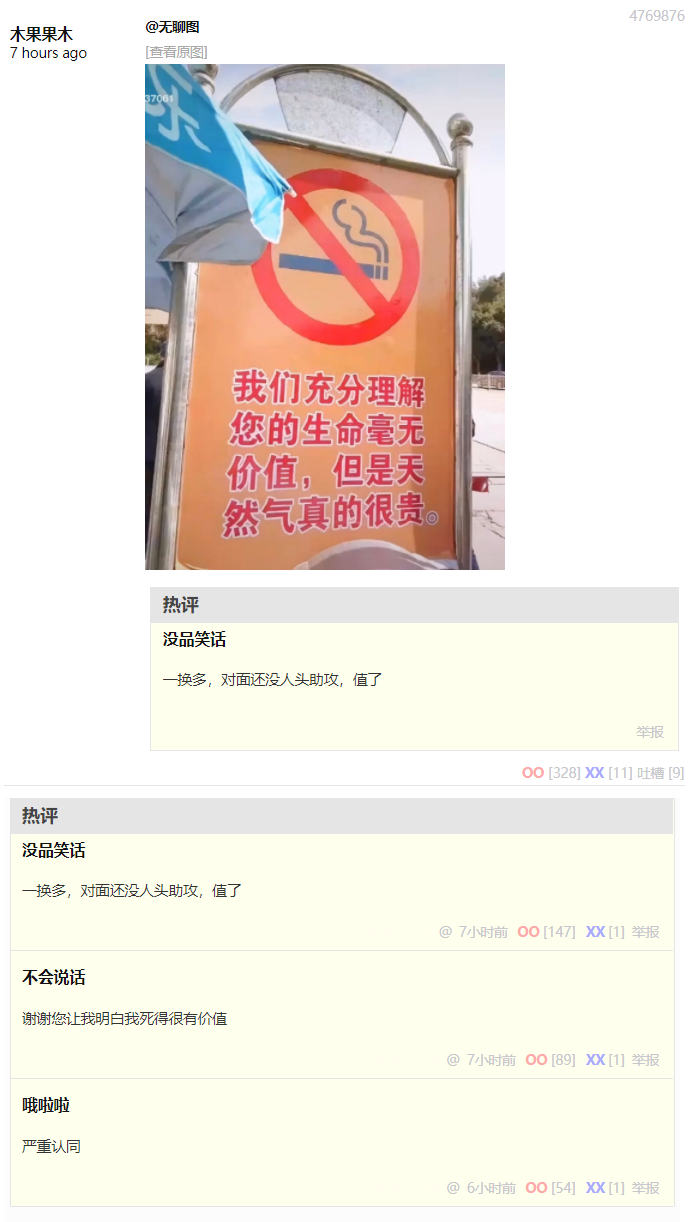 4769876
木果果木
7 hours ago
@无聊图
[查看原图]
37061
我们充分理解
您的生命毫无
价值，但是天
然气真的很贵。
热评
没品笑话
一换多，对面还没人头助攻，值了
举报
OO [328] XX [11] 吐槽 [9]
热评
没品笑话
一换多，对面还没人头助攻，值了
@ 7小时前 OO [147] XX [1] 举报
不会说话
谢谢您让我明白我死得很有价值
@ 7小时前 OO [89] XX [1] 举报
哦啦啦
严重认同
@ 6小时前 OO [54] XX [1] 举报